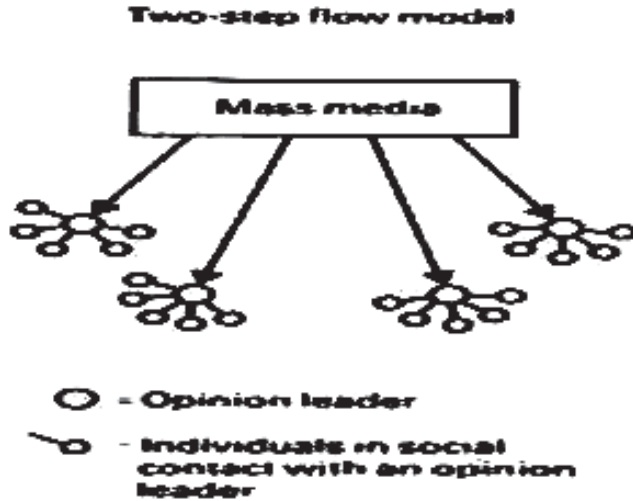 Two-step flow model
Mass media
- Opinion leader
- Individuals in social
contact with an opinion
leader